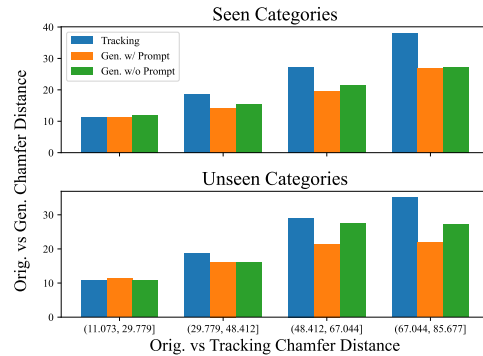 Seen Categories
40
30
20
10
0
Tracking
Gen. w/ Prompt
Gen. w/o Prompt
Orig. vs Gen. Chamfer Distance
Unseen Categories
30
20
10
0
(11.073, 29.779]
(29.779, 48.412]
(48.412, 67.044]
(67.044, 85.677]
Orig. vs Tracking Chamfer Distance